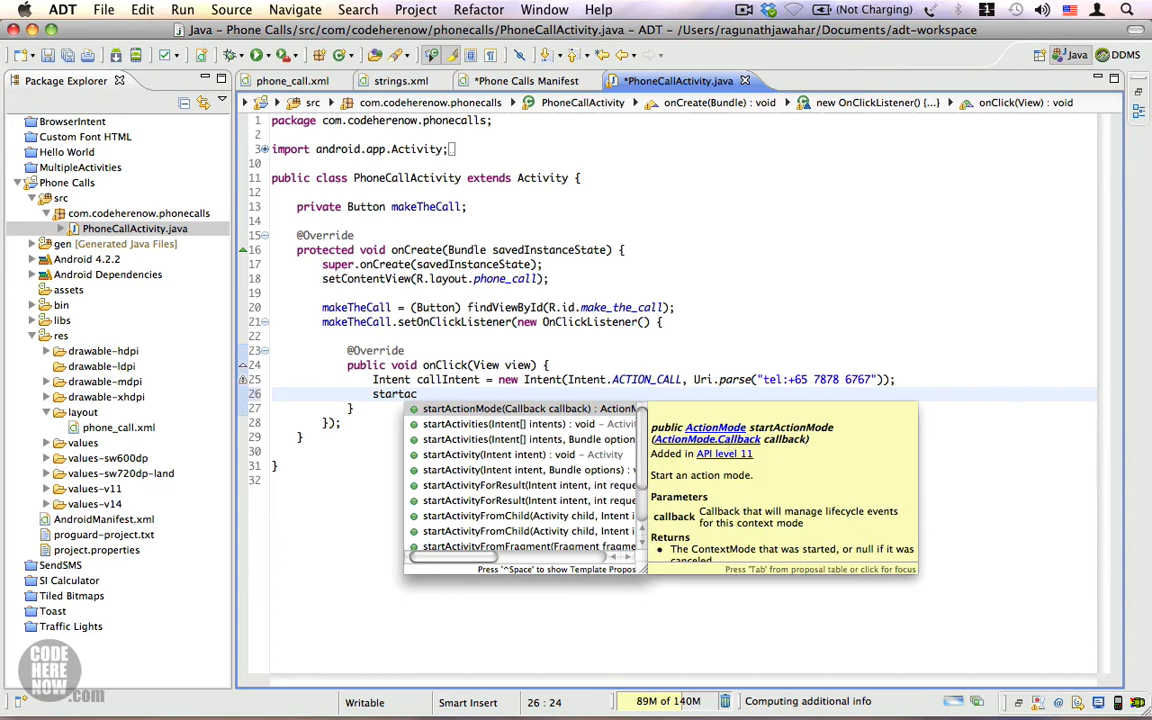 ADT File Edit Run Source Navigate Search Project Refactor Window Help 1 (Not Charging)
Java - Phone Calls/src/com/codeherenow/phonecalls/PhoneCallActivity.java - ADT - /Users/ragunathjawahar/Documents/adt-workspace
Java DDMS
Package Explorer
phone_call.xml strings.xml *Phone Calls Manifest *PhoneCallActivity.java
src com.codeherenow.phonecalls PhoneCallActivity onCreate(Bundle) : void new OnClickListener() {...} onClick(View) : void
BrowserIntent
Custom Font HTML
Hello World
MultipleActivities
Phone Calls
src
com.codeherenow.phonecalls
PhoneCallActivity.java
gen [Generated Java Files]
Android 4.2.2
Android Dependencies
assets
bin
libs
res
drawable-hdpi
drawable-ldpi
drawable-mdpi
drawable-xhdpi
layout
phone_call.xml
values
values-sw600dp
values-sw720dp-land
values-v11
values-v14
AndroidManifest.xml
proguard-project.txt
project.properties
SendSMS
SI Calculator
Tiled Bitmaps
Toast
Traffic Lights
1 package com.codeherenow.phonecalls;
2
3 import android.app.Activity;
10
11 public class PhoneCallActivity extends Activity {
12
13 private Button makeTheCall;
14
15 @Override
16 protected void onCreate(Bundle savedInstanceState) {
17 super.onCreate(savedInstanceState);
18 setContentView(R.layout.phone_call);
19
20 makeTheCall = (Button) findViewById(R.id.make_the_call);
21 makeTheCall.setOnClickListener(new OnClickListener() {
22
23 @Override
24 public void onClick(View view) {
25 Intent callIntent = new Intent(Intent.ACTION_CALL, Uri.parse("tel:+65 7878 6767"));
26 startac
27 }
28 });
29 }
30
31 }
32
startActionMode(Callback callback) : ActionM
startActivities(Intent[] intents) : void - Activ
startActivities(Intent[] intents, Bundle option
startActivity(Intent intent) : void - Activity
startActivity(Intent intent, Bundle options) : v
startActivityForResult(Intent intent, int reque
startActivityForResult(Intent intent, int reque
startActivityFromChild(Activity child, Intent i
startActivityFromChild(Activity child, Intent i
startActivityFromFragment(Fragment fragme
Press '^Space' to show Template Propos
public ActionMode startActionMode
(ActionMode.Callback callback)
Added in API level 11
Start an action mode.
Parameters
callback Callback that will manage lifecycle events
for this context mode
Returns
The ContextMode that was started, or null if it was
canceled
Press 'Tab' from proposal table or click for focus
CODE
HERE
NOW.com
Writable Smart Insert 26 : 24 89M of 140M Computing additional info